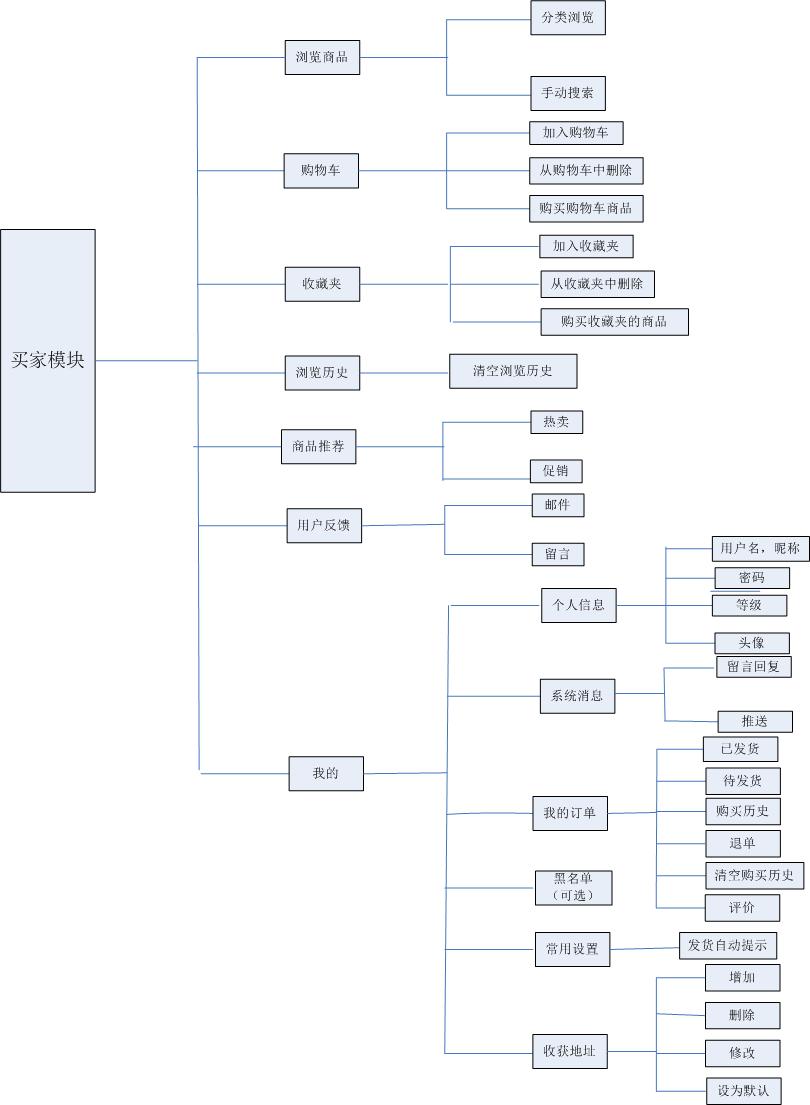 买家模块
浏览商品
分类浏览
手动搜索
购物车
加入购物车
从购物车中删除
购买购物车商品
收藏夹
加入收藏夹
从收藏夹中删除
购买收藏夹的商品
浏览历史
清空浏览历史
商品推荐
热卖
促销
用户反馈
邮件
留言
我的
个人信息
用户名，昵称
密码
等级
头像
系统消息
留言回复
推送
我的订单
已发货
待发货
购买历史
退单
清空购买历史
评价
黑名单
（可选）
常用设置
发货自动提示
收获地址
增加
删除
修改
设为默认